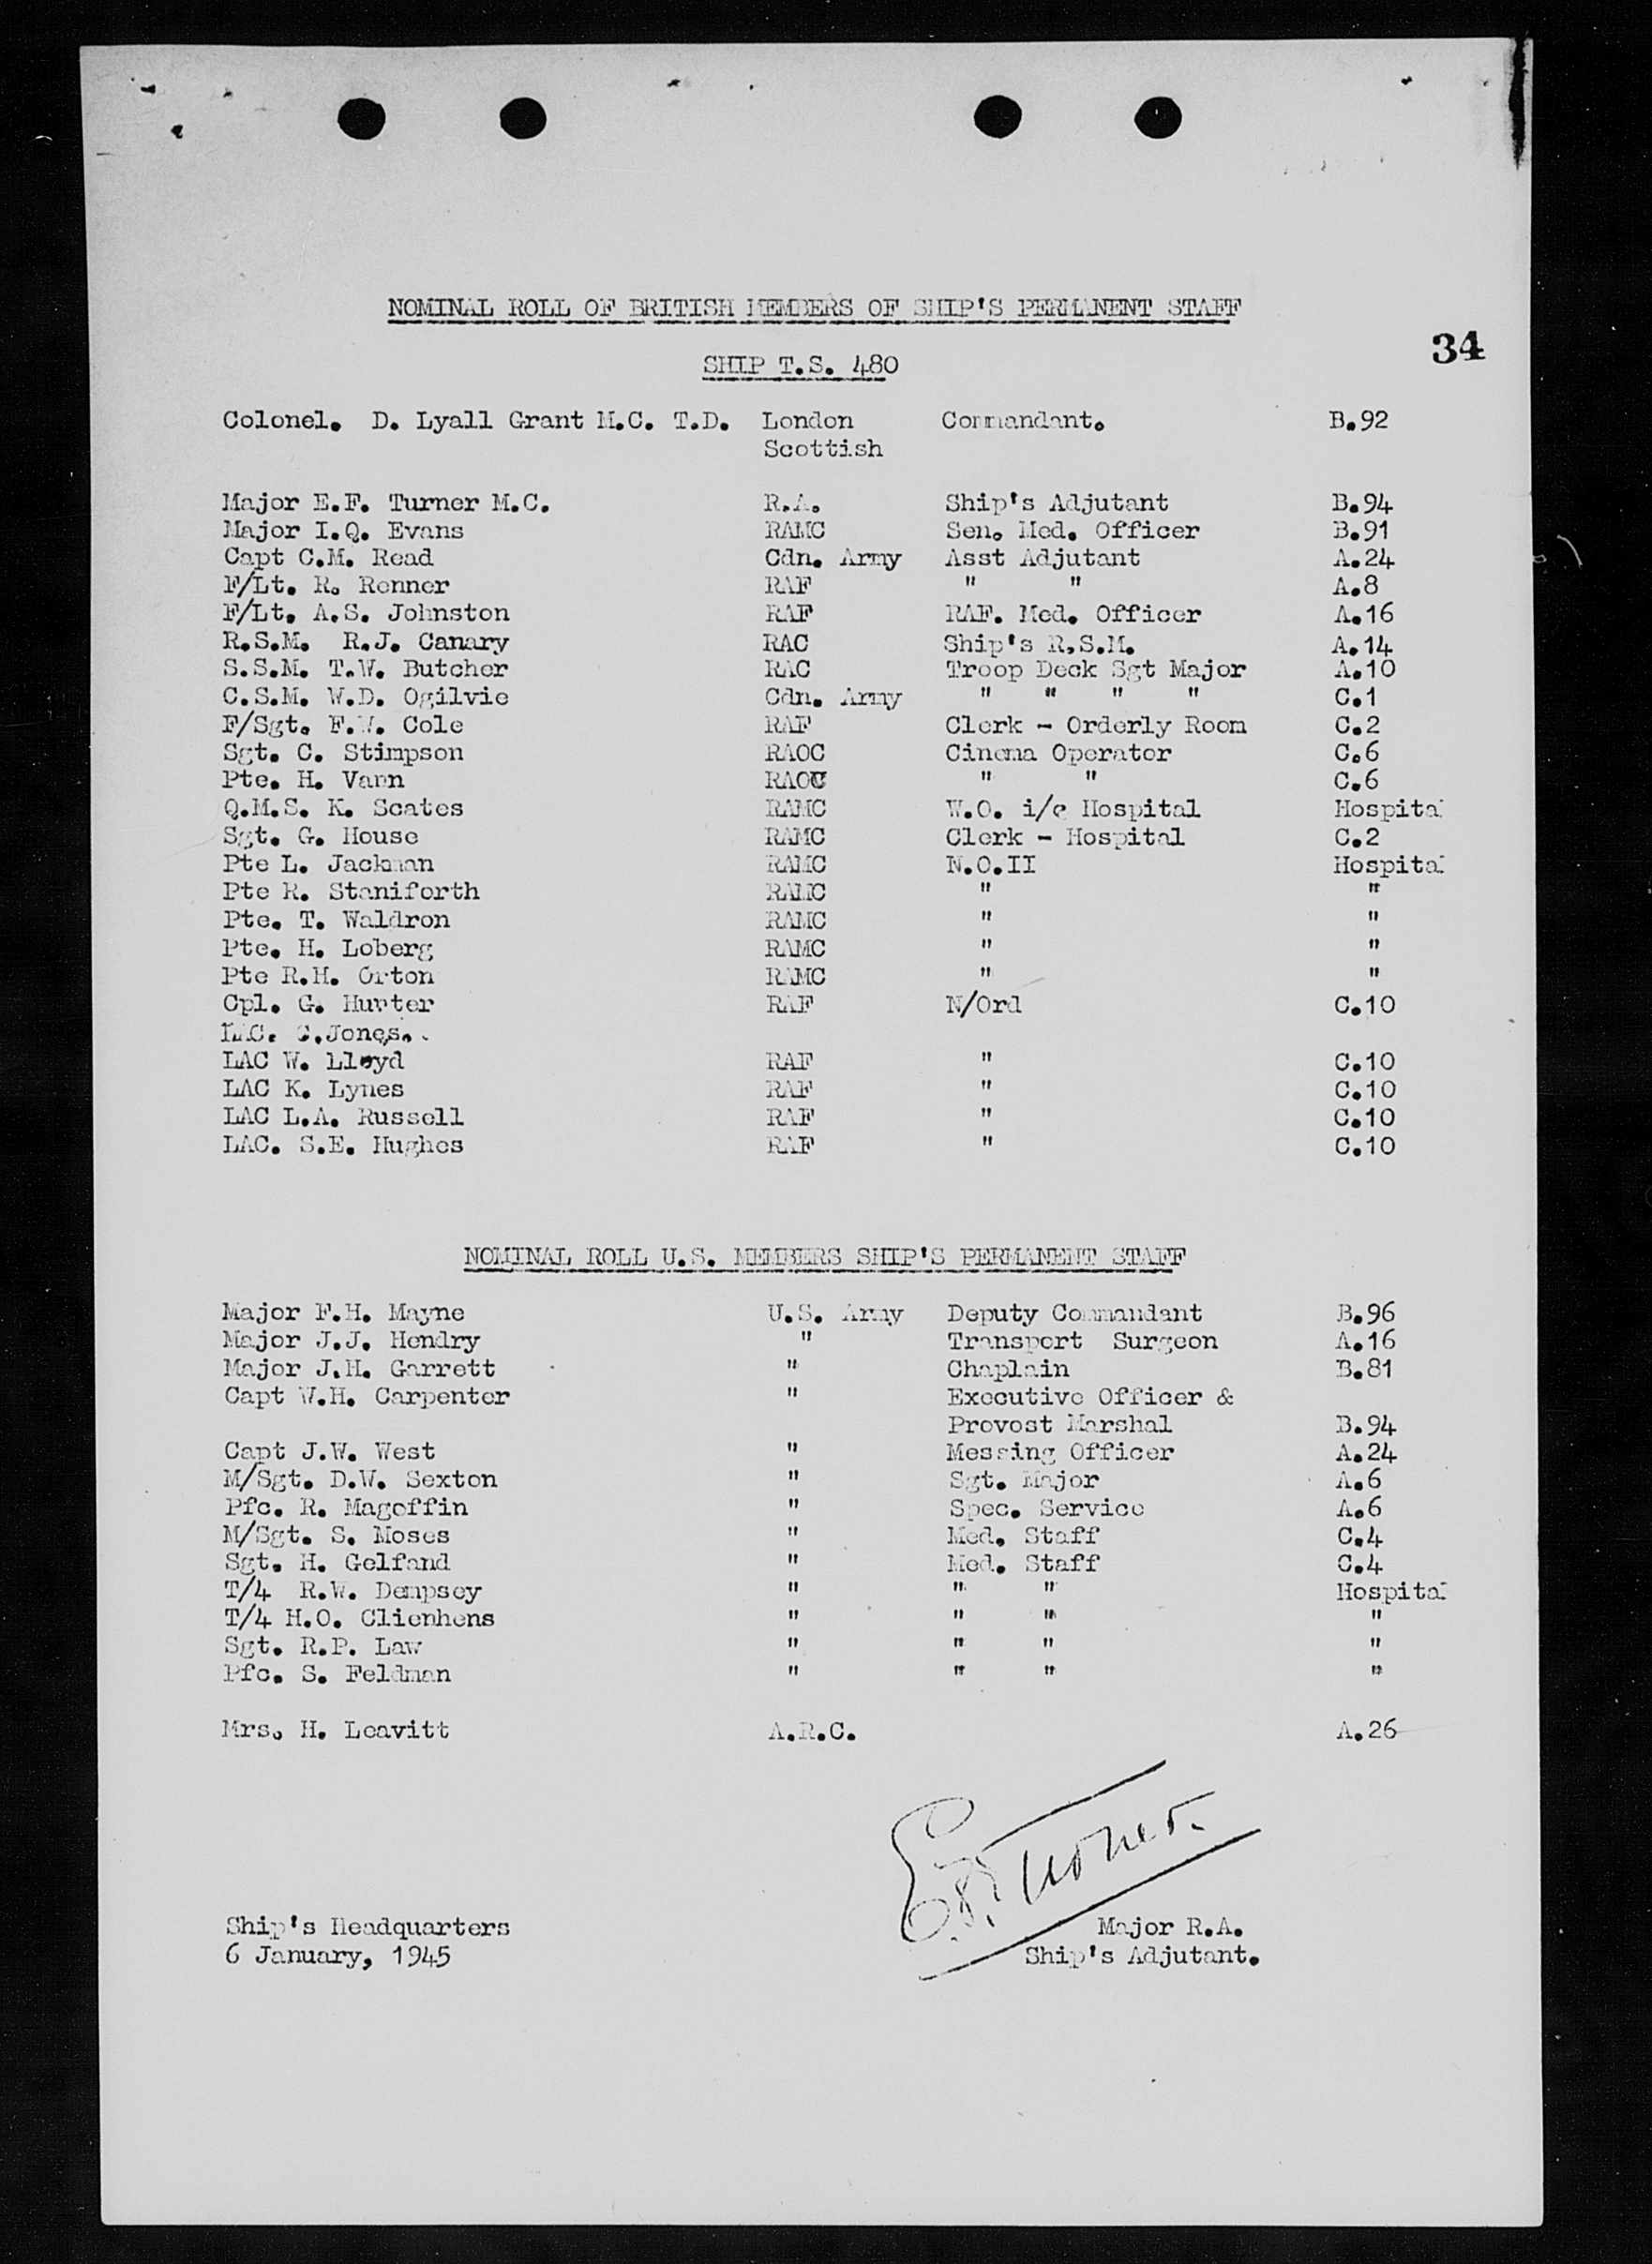 NOMINAL ROLL OF BRITISH MEMBERS OF SHIP'S PERMANENT STAFF
34
SHIP T.S. 480
Colonel. D. Lyall Grant M.C. T.D. London Commandant. B.92
Scottish
Major E.F. Turner M.C. R.A. Ship's Adjutant B.94
Major I.Q. Evans RAMC Sen. Med. Officer B.91
Capt C.M. Read Cdn. Army Asst Adjutant A.24
F/Lt. R. Renner RAF " " A.8
F/Lt. A.S. Johnston RAF RAF. Med. Officer A.16
R.S.M. R.J. Canary RAC Ship's R.S.M. A.14
S.S.M. T.W. Butcher RAC Troop Deck Sgt Major A.10
C.S.M. W.D. Ogilvie Cdn. Army " " " " C.1
F/Sgt. F.W. Cole RAF Clerk - Orderly Room C.2
Sgt. C. Stimpson RAOC Cinema Operator C.6
Pte. H. Vann RAOC " " C.6
Q.M.S. K. Scates RAMC W.O. i/c Hospital Hospital
Sgt. G. House RAMC Clerk - Hospital C.2
Pte L. Jackman RAMC N.O.II Hospital
Pte R. Staniforth RAMC " "
Pte. T. Waldron RAMC " "
Pte. H. Loberg RAMC " "
Pte R.H. Orton RAMC " "
Cpl. G. Hunter RAF N/Ord C.10
LAC. C.Jones.
LAC W. Lloyd RAF " C.10
LAC K. Lynes RAF " C.10
LAC L.A. Russell RAF " C.10
LAC. S.E. Hughes RAF " C.10
NOMINAL ROLL U.S. MEMBERS SHIP'S PERMANENT STAFF
Major F.H. Mayne U.S. Army Deputy Commandant B.96
Major J.J. Hendry " Transport Surgeon A.16
Major J.H. Garrett " Chaplain B.81
Capt W.H. Carpenter " Executive Officer &
Provost Marshal B.94
Capt J.W. West " Messing Officer A.24
M/Sgt. D.W. Sexton " Sgt. Major A.6
Pfc. R. Magoffin " Spec. Service A.6
M/Sgt. S. Moses " Med. Staff C.4
Sgt. H. Gelfand " Med. Staff C.4
T/4 R.W. Dempsey " " " Hospital
T/4 H.O. Clienhens " " " "
Sgt. R.P. Law " " " "
Pfc. S. Feldman " " " "
Mrs. H. Leavitt A.R.C. A.26
E.F. Turner.
Ship's Headquarters Major R.A.
6 January, 1945 Ship's Adjutant.